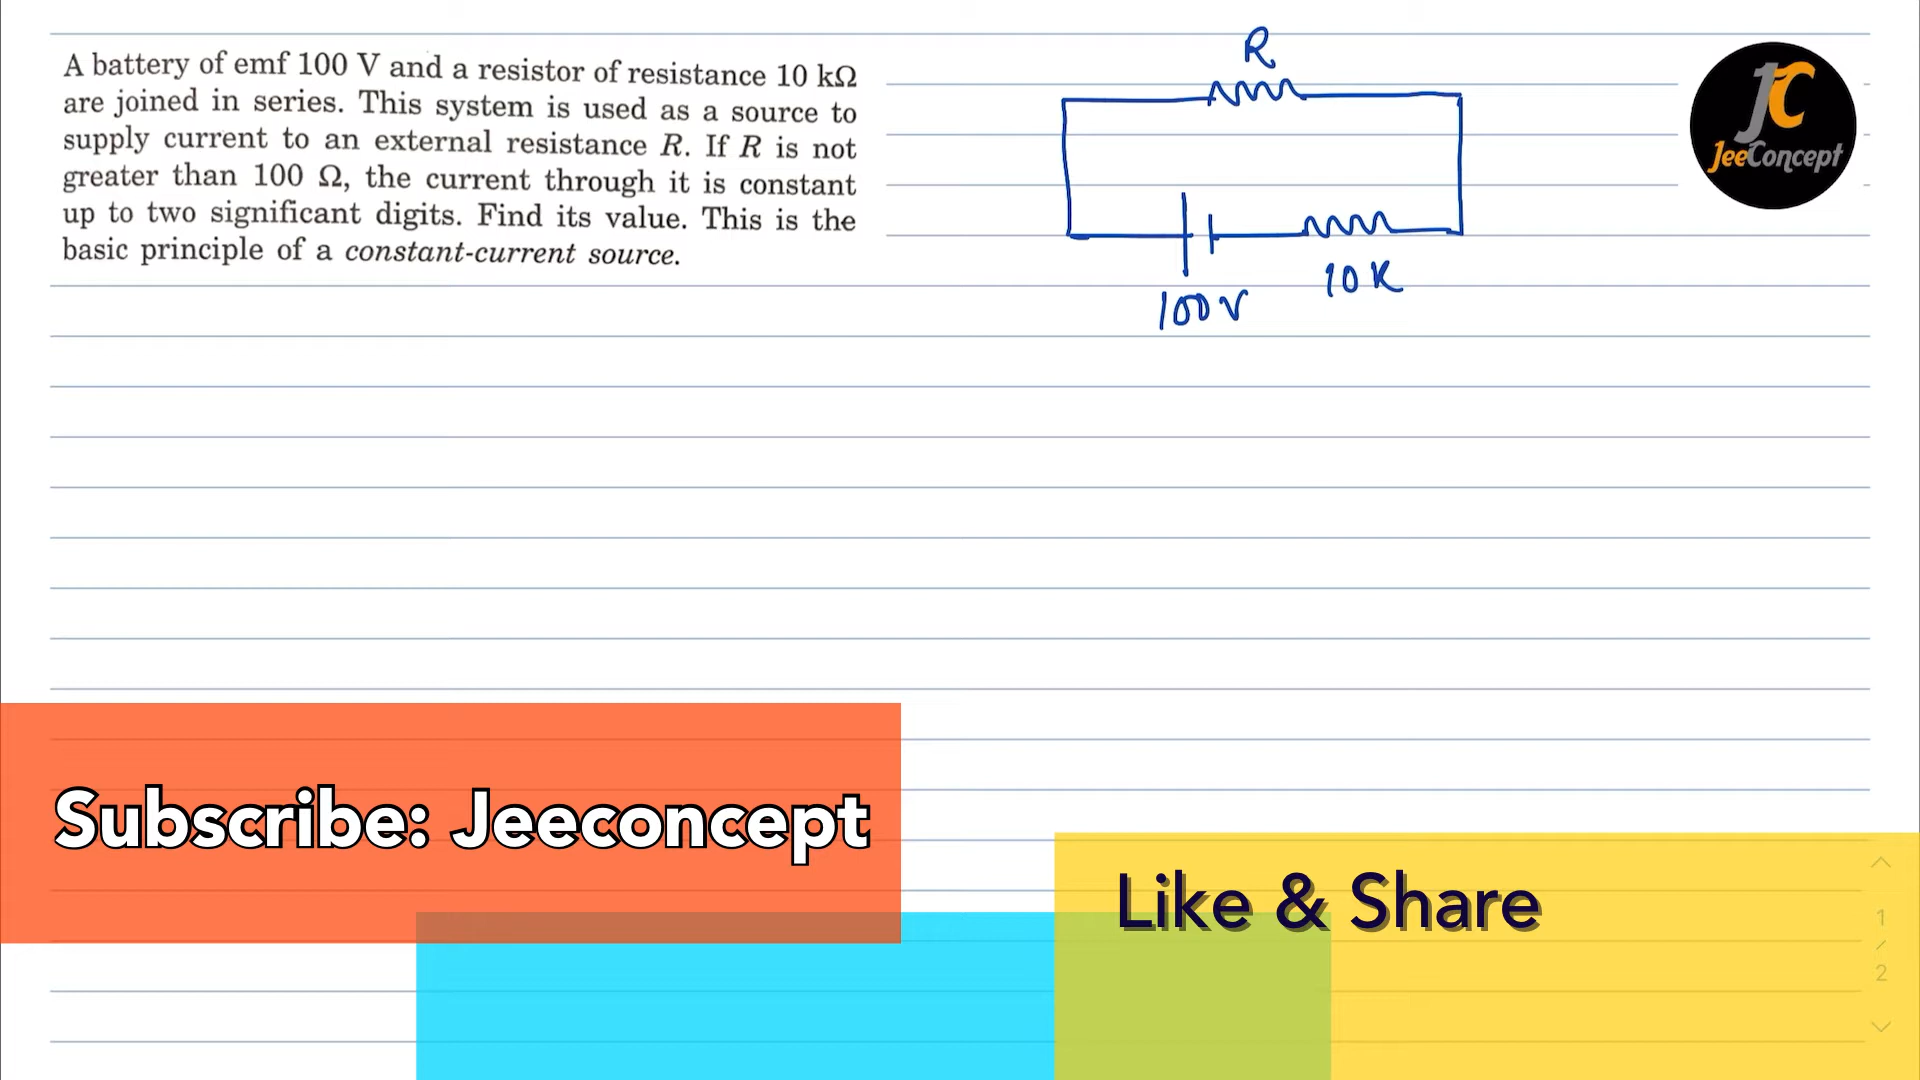 A battery of emf 100 V and a resistor of resistance 10 kΩ
are joined in series. This system is used as a source to
supply current to an external resistance R. If R is not
greater than 100 Ω, the current through it is constant
up to two significant digits. Find its value. This is the
basic principle of a constant-current source.
R
100V
10 K
JC
JeeConcept
Subscribe: Jeeconcept
Like & Share
1
/
2